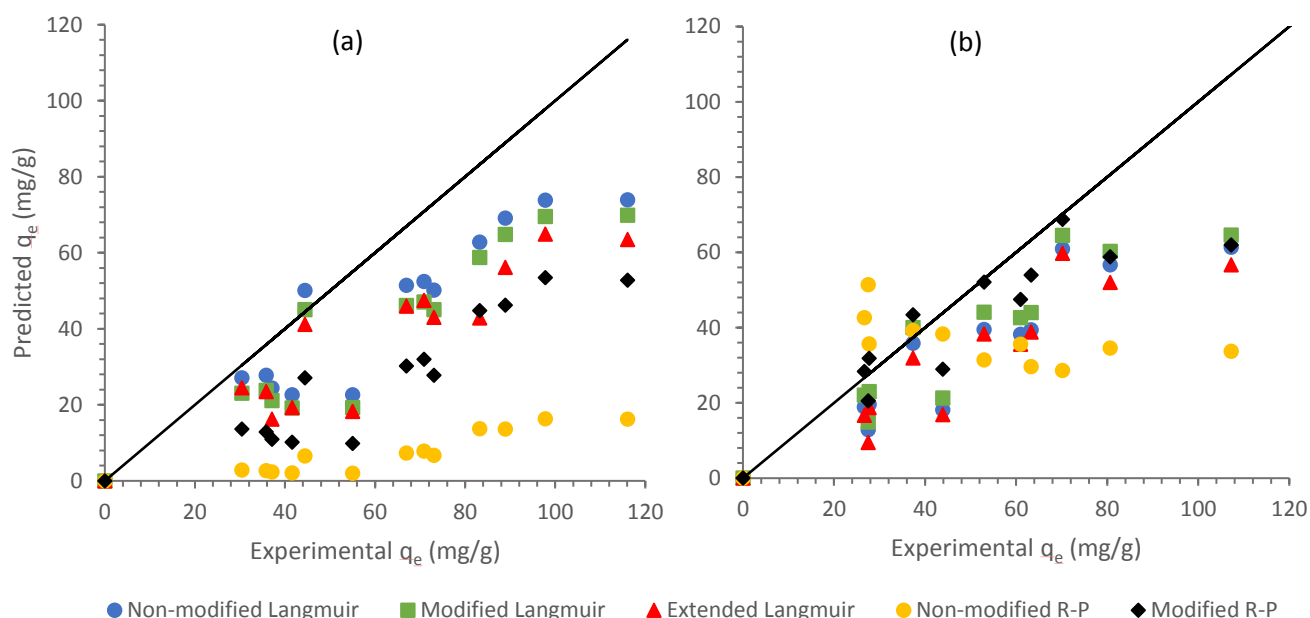 (a)
(b)
Predicted qe (mg/g)
120
100
80
60
40
20
0
0 20 40 60 80 100 120
Experimental qe (mg/g)
120
100
80
60
40
20
0
0 20 40 60 80 100 120
Experimental qe (mg/g)
Non-modified Langmuir Modified Langmuir Extended Langmuir Non-modified R-P Modified R-P